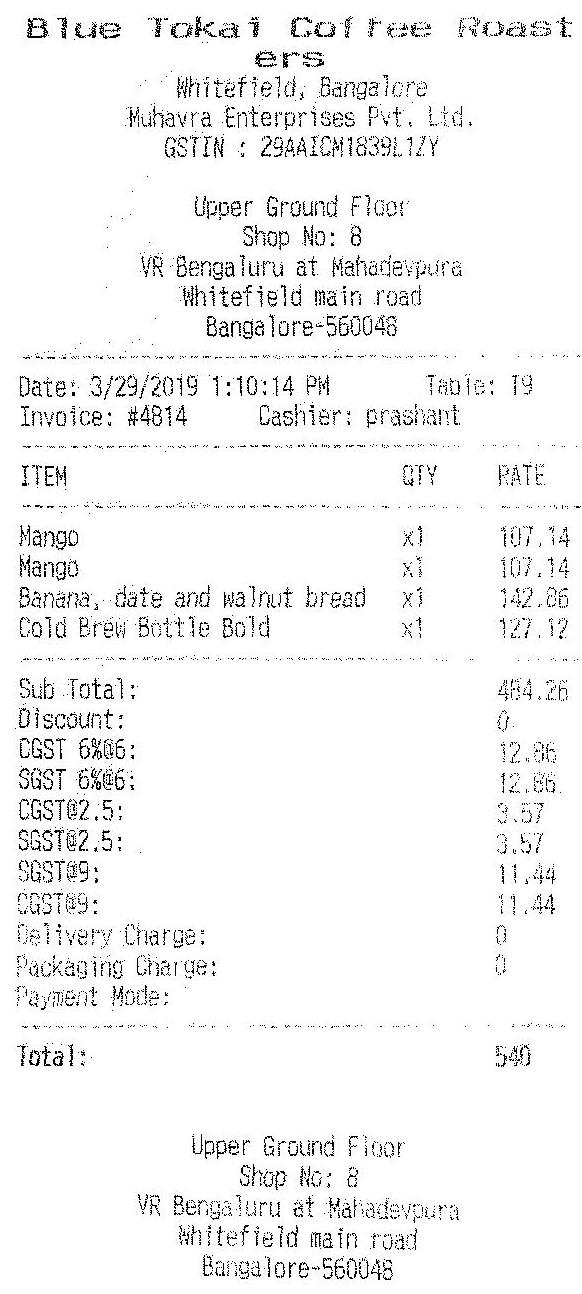 Blue Tokai Coffee Roast
ers
Whitefield, Bangalore
Muhavra Enterprises Pvt. Ltd.
GSTIN : 29AAICM1839L1ZY
Upper Ground Floor
Shop No: 8
VR Bengaluru at Mahadevpura
Whitefield main road
Bangalore-560048
Date: 3/29/2019 1:10:14 PM Table: T9
Invoice: #4814 Cashier: prashant
ITEM QTY RATE
Mango x1 107.14
Mango x1 107.14
Banana, date and walnut bread x1 142.86
Cold Brew Bottle Bold x1 127.12
Sub Total: 484.26
Discount: 0
CGST 6%@6: 12.86
SGST 6%@6: 12.86
CGST@2.5: 3.57
SGST@2.5: 3.57
SGST@9: 11.44
CGST@9: 11.44
Delivery Charge: 0
Packaging Charge: 0
Payment Mode:
Total: 540
Upper Ground Floor
Shop No: 8
VR Bengaluru at Mahadevpura
Whitefield main road
Bangalore-560048